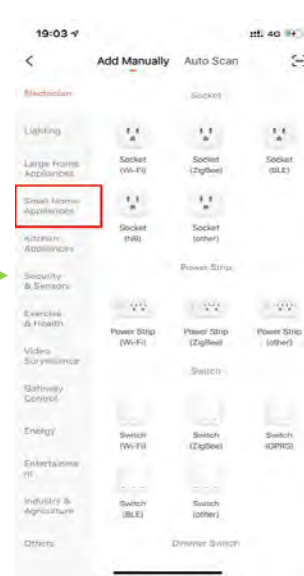 19:03
4G
Add Manually Auto Scan
Electrician
Socket
Lighting
Large Home
Appliances
Socket
(Wi-Fi)
Socket
(ZigBee)
Socket
(BLE)
Small Home
Appliances
Socket
(NB)
Socket
(other)
Kitchen
Appliances
Power Strip
Security
& Sensors
Exercise
& Health
Power Strip
(Wi-Fi)
Power Strip
(ZigBee)
Power Strip
(other)
Video
Surveillance
Switch
Gateway
Control
Energy
Switch
(Wi-Fi)
Switch
(ZigBee)
Switch
(GPRS)
Entertainme
nt
Industry &
Agriculture
Switch
(BLE)
Switch
(other)
Others
Dimmer Switch